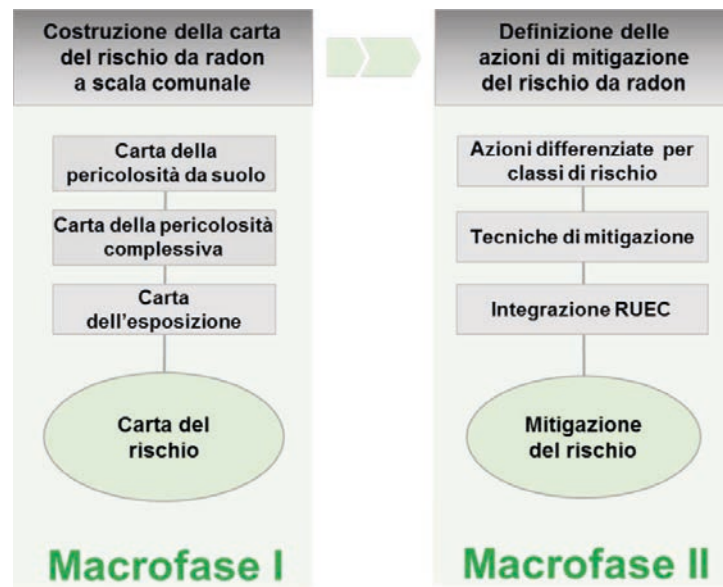 Costruzione della carta
del rischio da radon
a scala comunale
Carta della
pericolosità da suolo
Carta della pericolosità
complessiva
Carta
dell'esposizione
Carta del
rischio
Macrofase I
Definizione delle
azioni di mitigazione
del rischio da radon
Azioni differenziate per
classi di rischio
Tecniche di mitigazione
Integrazione RUEC
Mitigazione
del rischio
Macrofase II